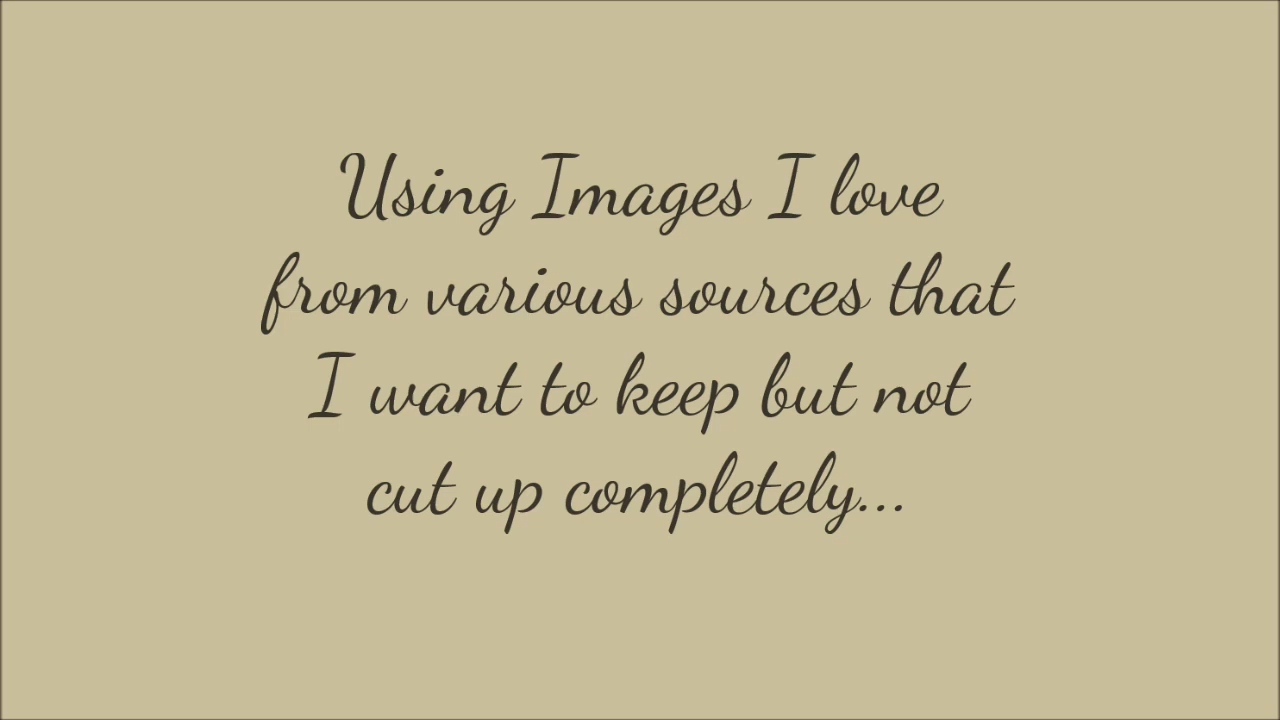 Using Images I love
from various sources that
I want to keep but not
cut up completely...